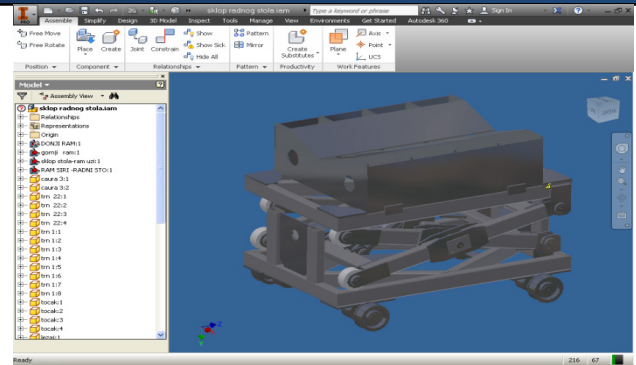 PRO
sklop radnog stola.iam
Type a keyword or phrase
Sign In
Assemble Simplify Design 3D Model Inspect Tools Manage View Environments Get Started Autodesk 360
Free Move
Free Rotate
Place Create Joint Constrain
Show
Show Sick
Hide All
Pattern
Mirror
Create
Substitutes
Plane
Axis
Point
UCS
Position Component Relationships Pattern Productivity Work Features
Model
Assembly View
sklop radnog stola.iam
Relationships
Representations
Origin
DONJI RAM:1
gornji ram:1
sklop stola-ram uzi:1
RAM SIRI -RADNI STO:1
caura 3:1
caura 3:2
trn 22:1
trn 22:2
trn 22:3
trn 22:4
trn 1:1
trn 1:2
trn 1:3
trn 1:4
trn 1:5
trn 1:6
trn 1:7
trn 1:8
tocak:1
tocak:2
tocak:3
tocak:4
lezaj:1
Z
Y
Ready
216 67